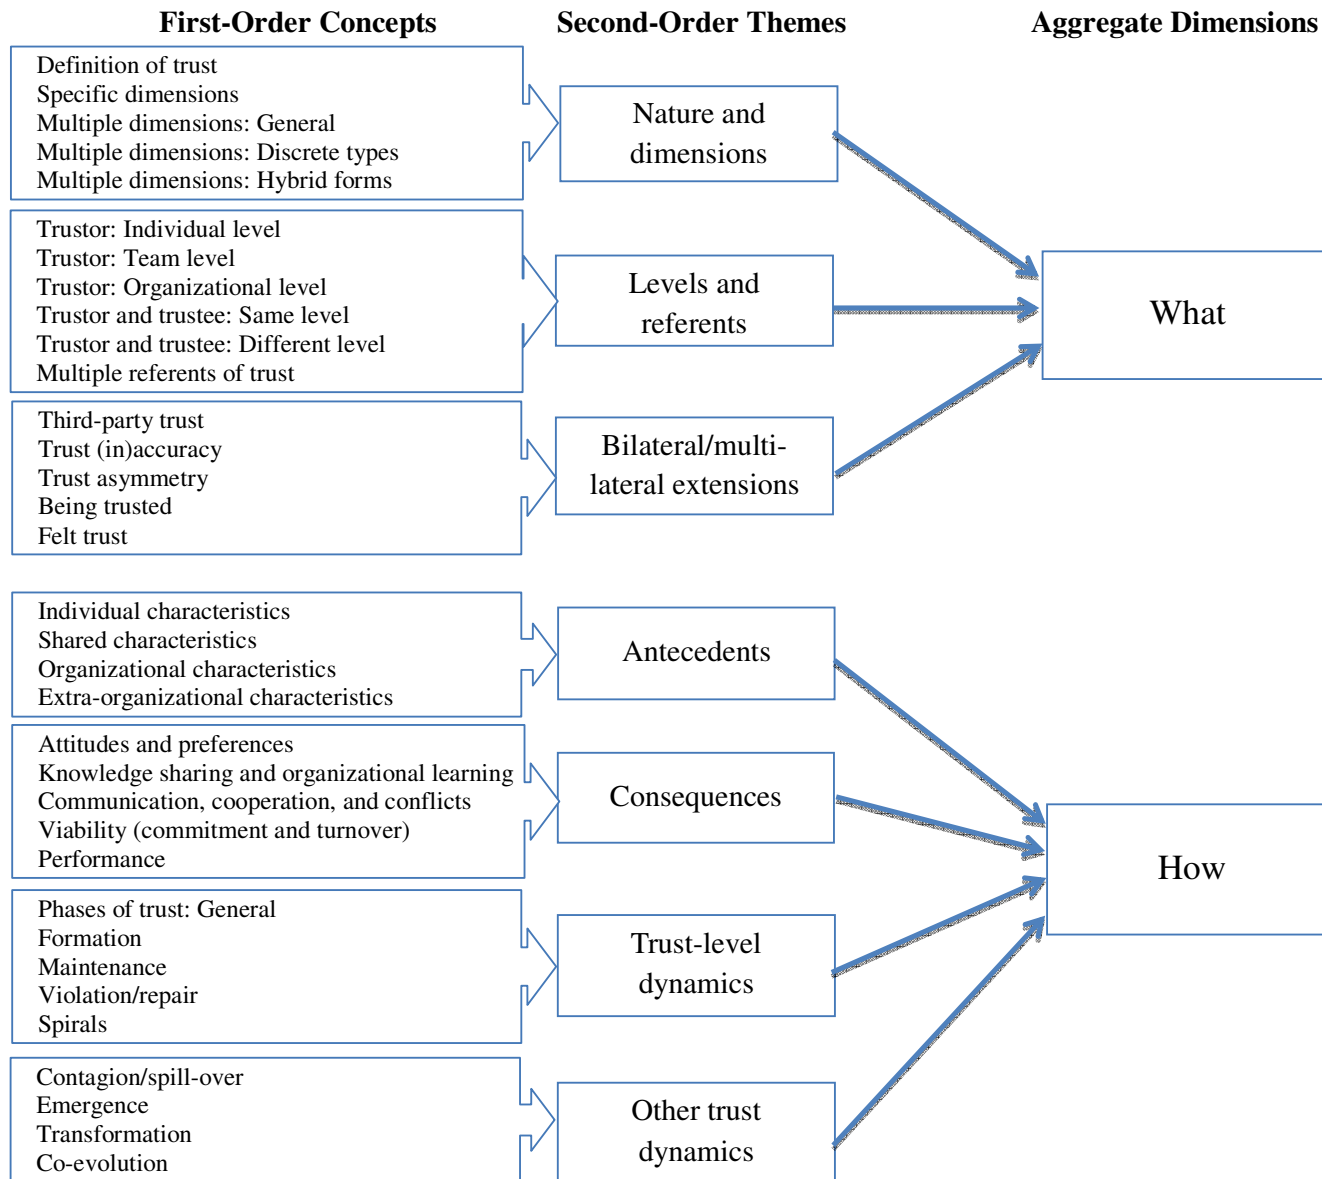 First-Order Concepts
Second-Order Themes
Aggregate Dimensions
Definition of trust
Specific dimensions
Multiple dimensions: General
Multiple dimensions: Discrete types
Multiple dimensions: Hybrid forms
Nature and
dimensions
Trustor: Individual level
Trustor: Team level
Trustor: Organizational level
Trustor and trustee: Same level
Trustor and trustee: Different level
Multiple referents of trust
Levels and
referents
What
Third-party trust
Trust (in)accuracy
Trust asymmetry
Being trusted
Felt trust
Bilateral/multi-
lateral extensions
Individual characteristics
Shared characteristics
Organizational characteristics
Extra-organizational characteristics
Antecedents
Attitudes and preferences
Knowledge sharing and organizational learning
Communication, cooperation, and conflicts
Viability (commitment and turnover)
Performance
Consequences
How
Phases of trust: General
Formation
Maintenance
Violation/repair
Spirals
Trust-level
dynamics
Contagion/spill-over
Emergence
Transformation
Co-evolution
Other trust
dynamics